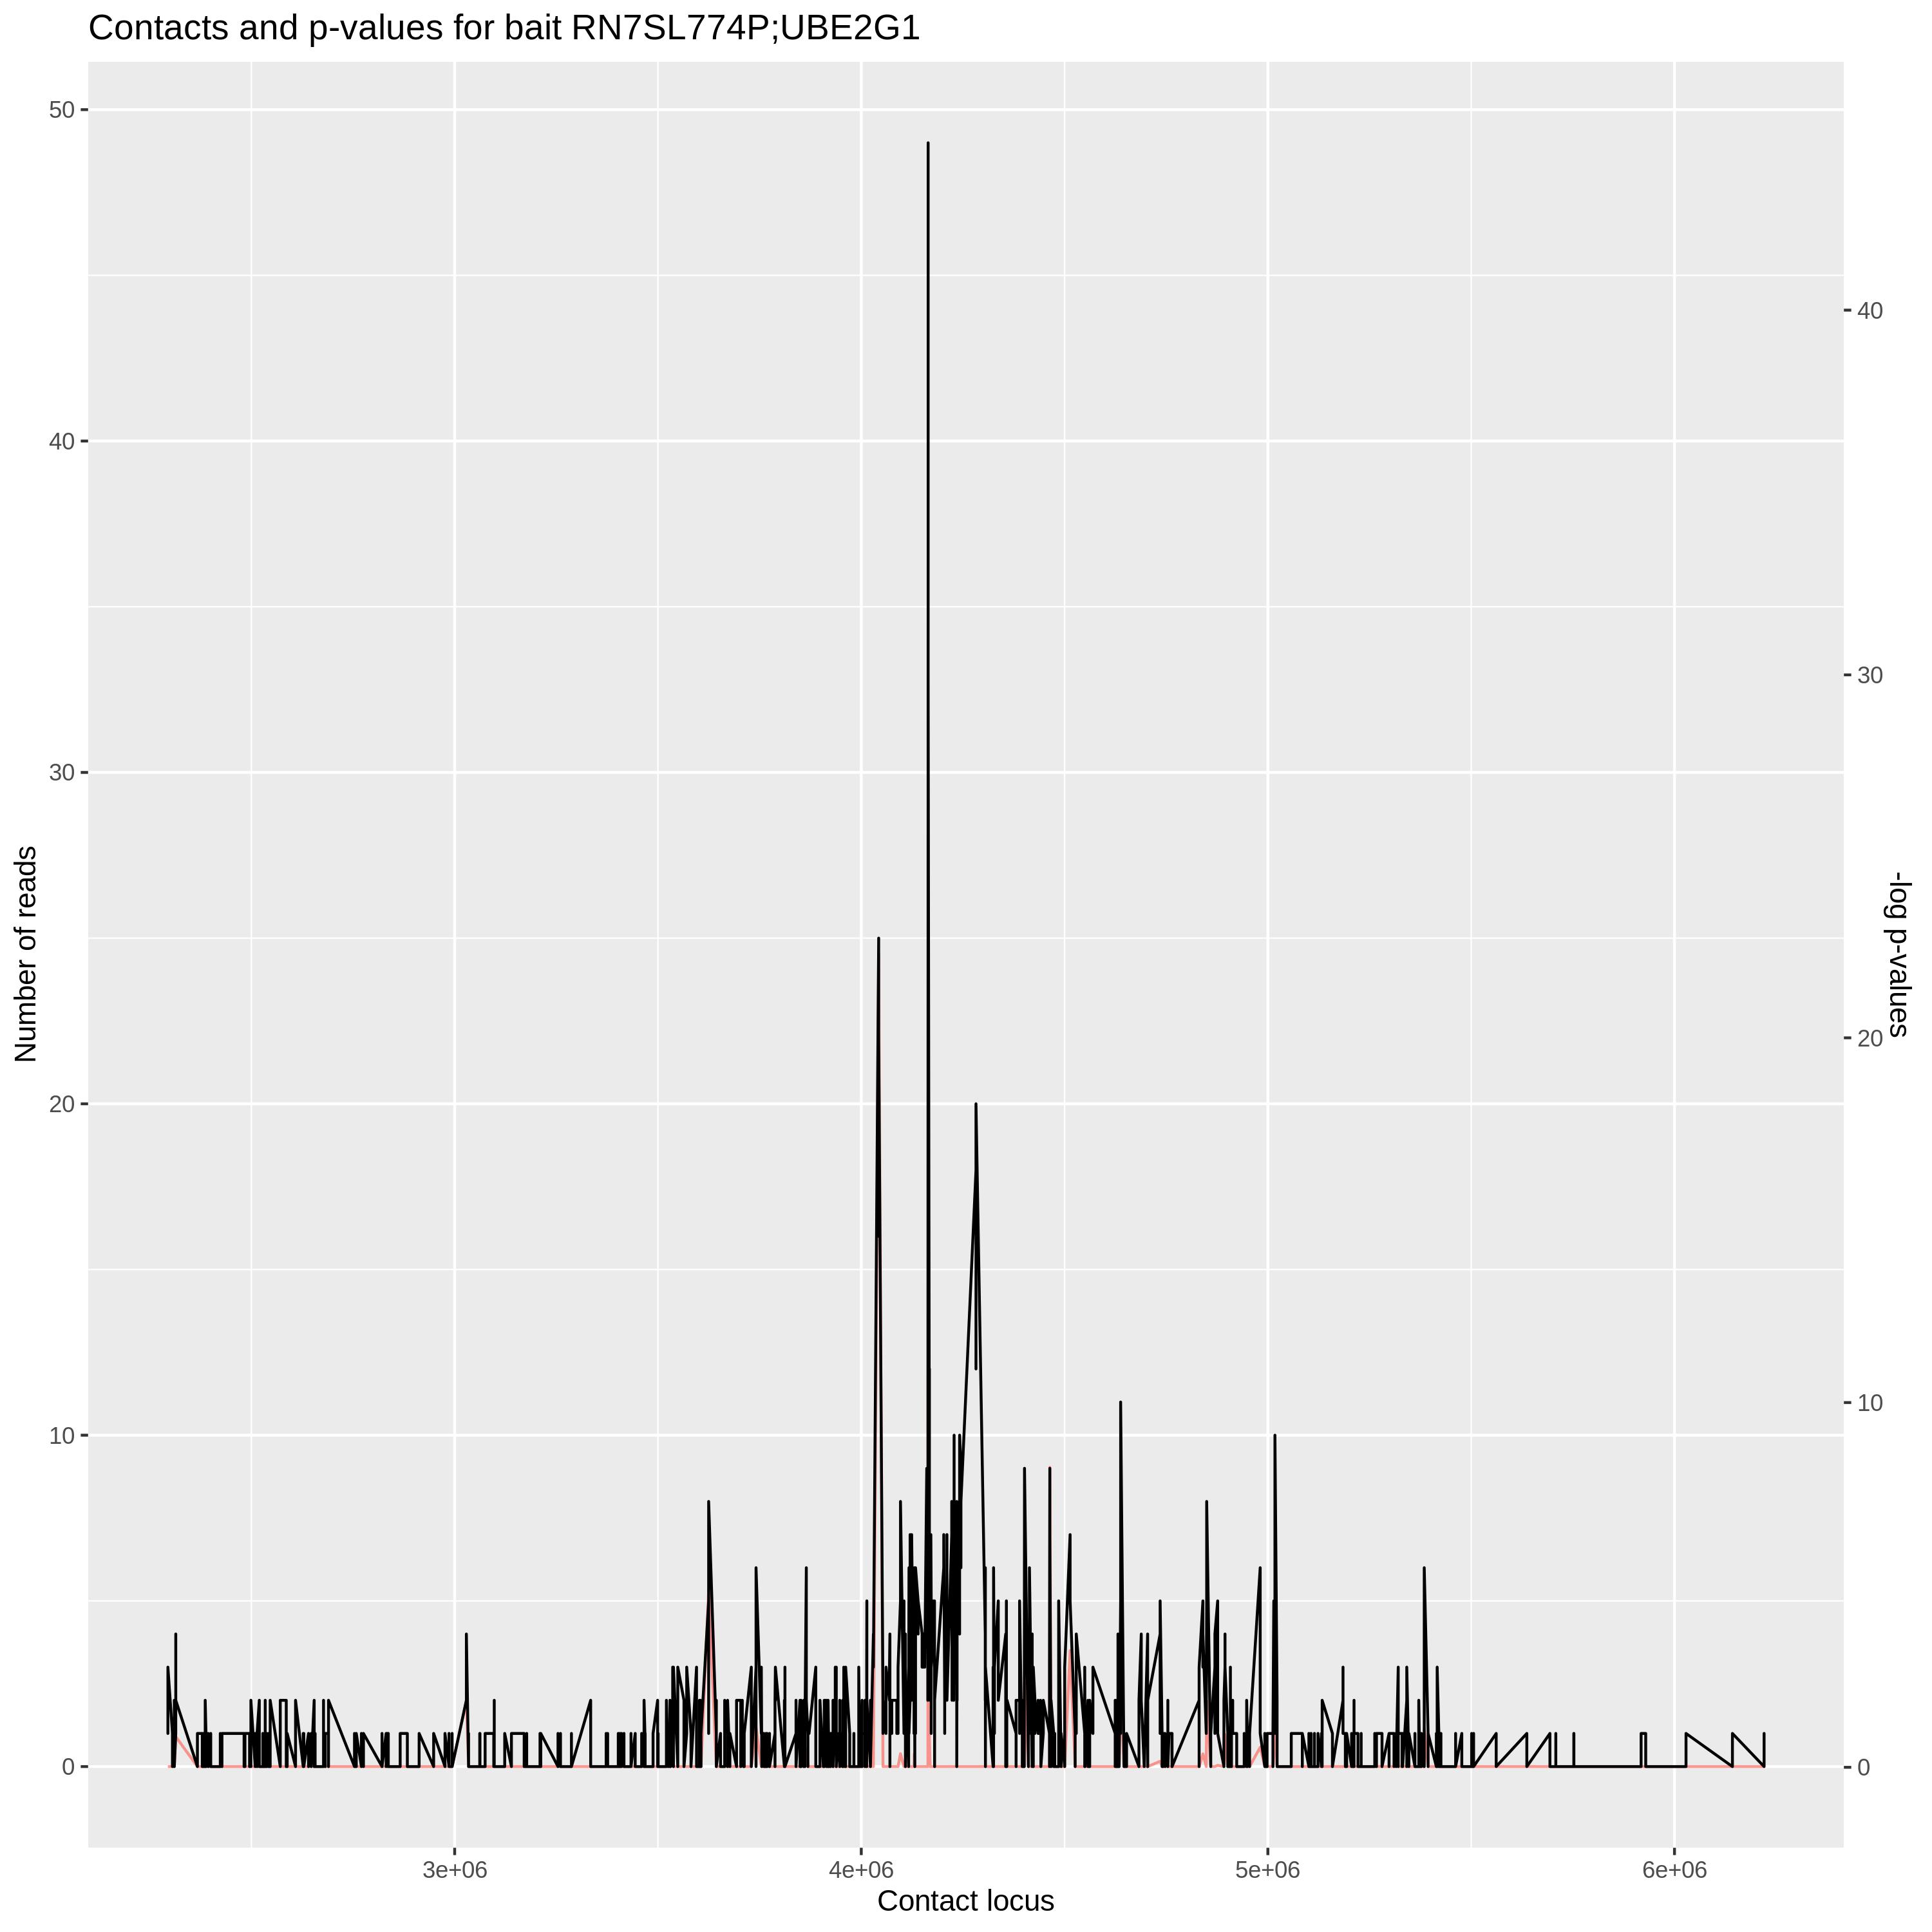 Contacts and p-values for bait RN7SL774P;UBE2G1
50
40
30
20
10
0
Number of reads
40
30
20
10
0
-log p-values
3e+06
4e+06
5e+06
6e+06
Contact locus